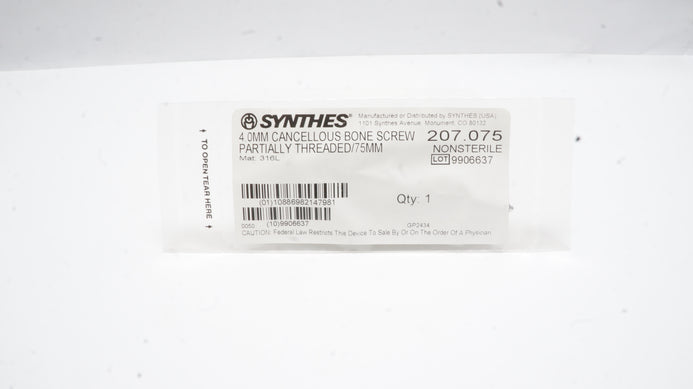 SYNTHES®
Manufactured or Distributed by SYNTHES (USA)
1101 Synthes Avenue, Monument, CO 80132
4.0MM CANCELLOUS BONE SCREW
PARTIALLY THREADED/75MM
Mat: 316L
207.075
NONSTERILE
LOT 9906637
(01)10886982147981
Qty: 1
0050 (10)9906637
GP2434
CAUTION: Federal Law Restricts This Device To Sale By Or On The Order Of A Physician
TO OPEN TEAR HERE